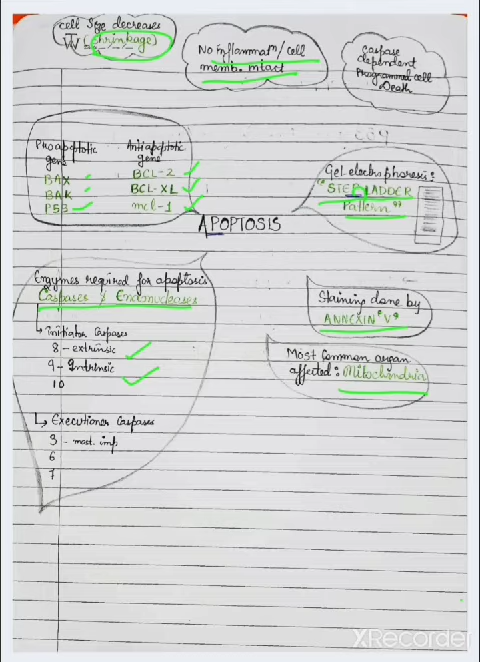 cell size decreases
(shrinkage)
No inflammatn/cell
membr. intact
Caspase
dependent
Programmed cell
Death
Proapoptotic
gene
BAX
BAK
P53
Antiapoptotic
gene
BCL-2
BCL-XL
mcl-1
APOPTOSIS
Gel electrophoresis:
"STEP LADDER
Pattern"
Enzymes required for apoptosis
Caspases / Endonucleases
Initiator Caspases
8 - extrinsic
9 - Intrinsic
10
Executioner Caspases
3 - most. imp
6
7
Staining done by
ANNEXIN "V"
Most Common organ
affected: Mitochondria
XRecorder